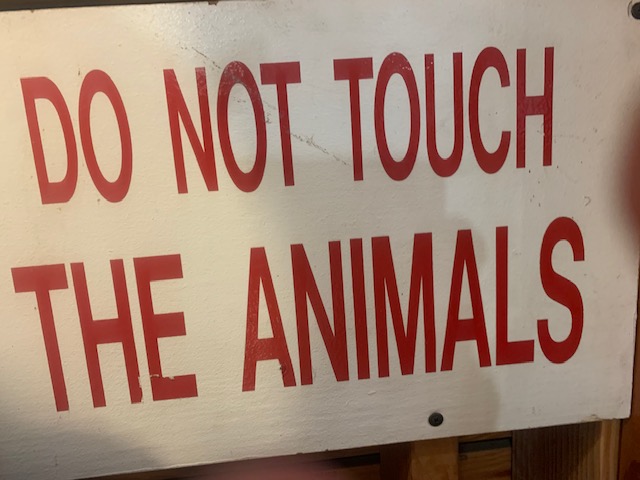 DO NOT TOUCH
THE ANIMALS